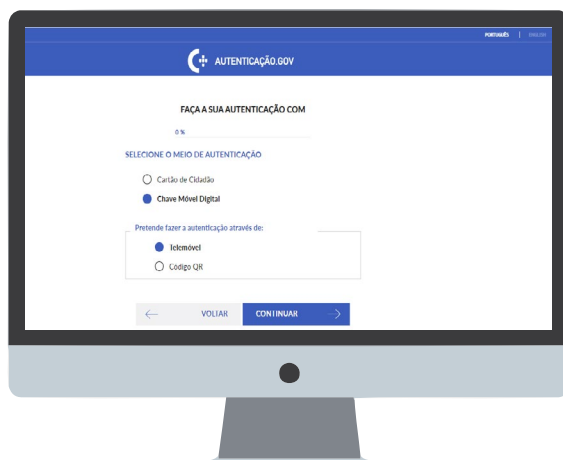 PORTUGUÊS | ENGLISH
AUTENTICAÇÃO.GOV
FAÇA A SUA AUTENTICAÇÃO COM
0 %
SELECIONE O MEIO DE AUTENTICAÇÃO
Cartão de Cidadão
Chave Móvel Digital
Pretende fazer a autenticação através de:
Telemóvel
Código QR
VOLTAR CONTINUAR